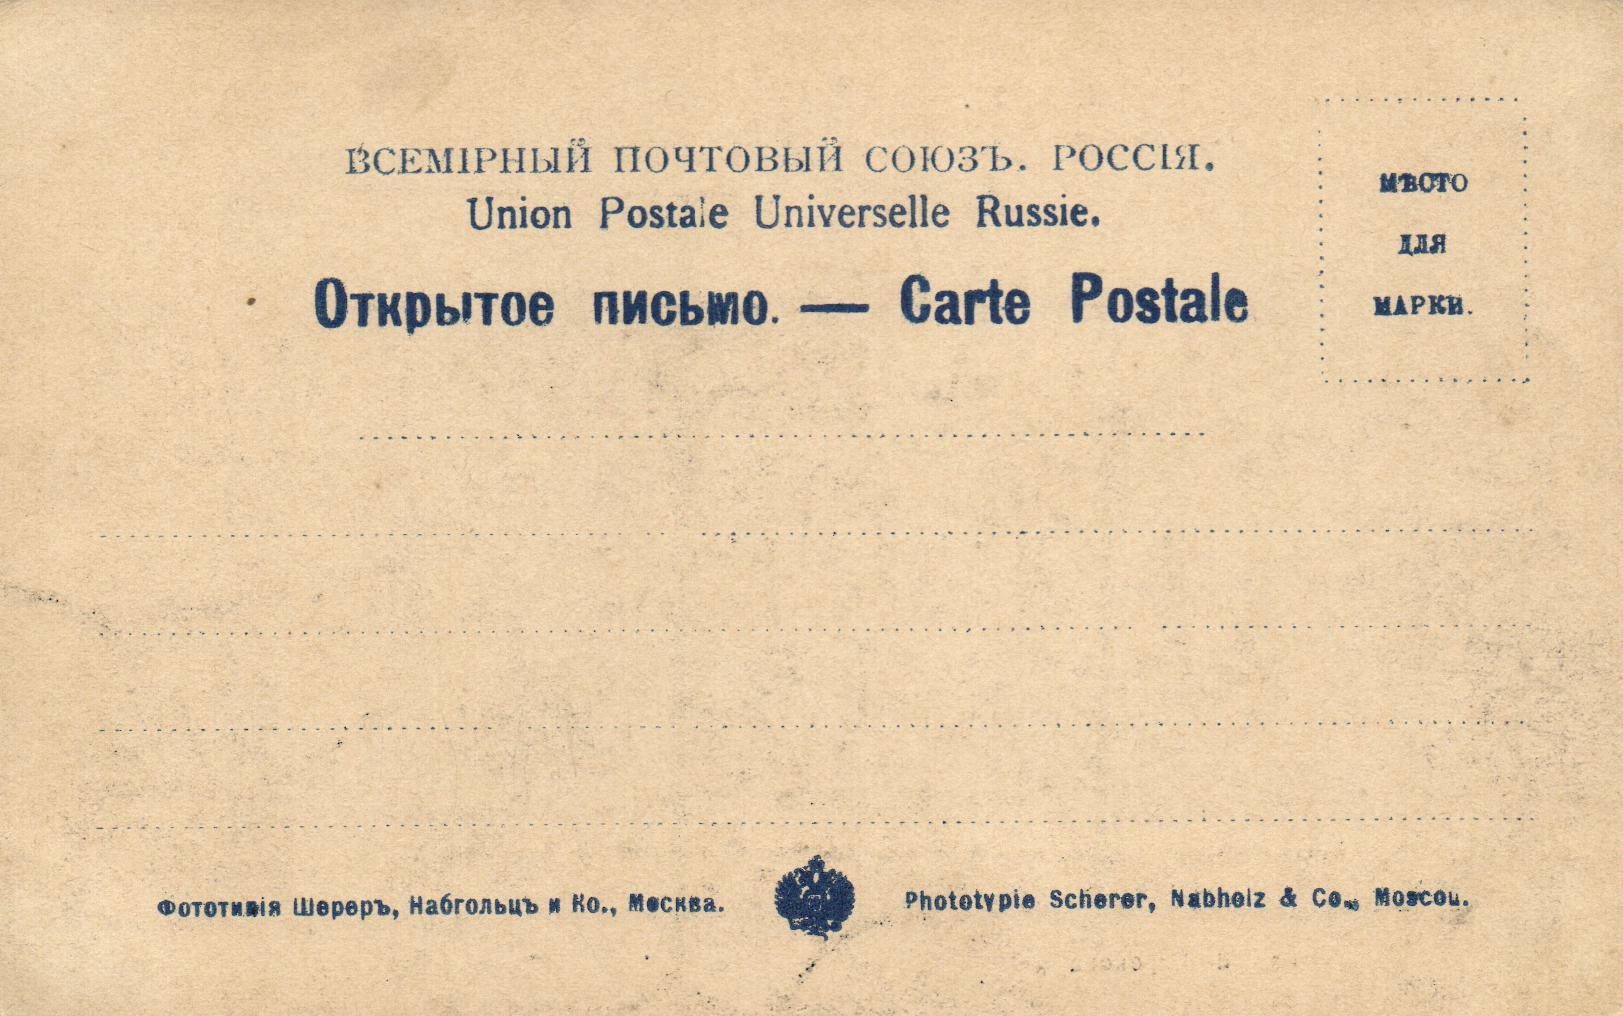 ВСЕМІРНЫЙ ПОЧТОВЫЙ СОЮЗЪ. РОССІЯ.
Union Postale Universelle Russie.
Открытое письмо. — Carte Postale
МѢСТО
ДЛЯ
МАРКИ.
Фототипія Шереръ, Набгольцъ и Ко., Москва.
Phototypie Scherer, Nabholz & Co., Moscou.